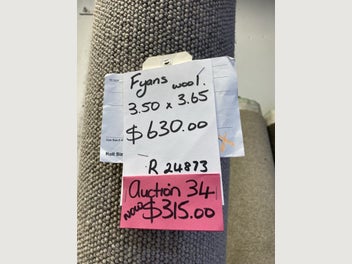 Fyans wool.
3.50 x 3.65
$630.00
R 24873
Auction 34
now $315.00